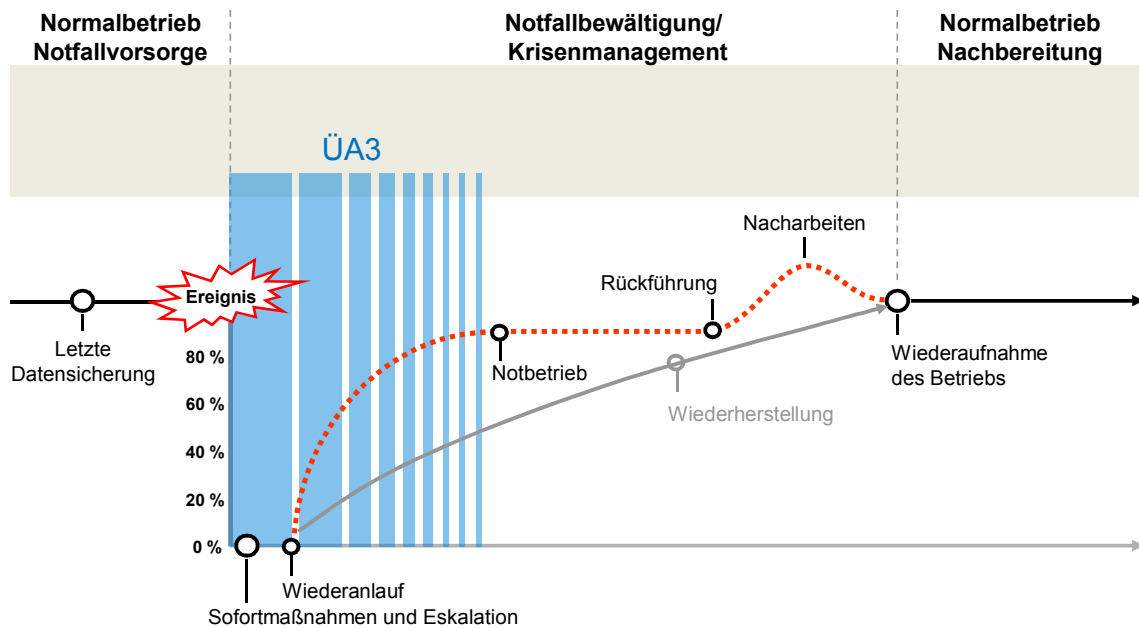 Normalbetrieb
Notfallvorsorge
Notfallbewältigung/
Krisenmanagement
Normalbetrieb
Nachbereitung
ÜA3
Nacharbeiten
Rückführung
Ereignis
Letzte
Datensicherung
Notbetrieb
Wiederaufnahme
des Betriebs
Wiederherstellung
80 %
60 %
40 %
20 %
0 %
Wiederanlauf
Sofortmaßnahmen und Eskalation